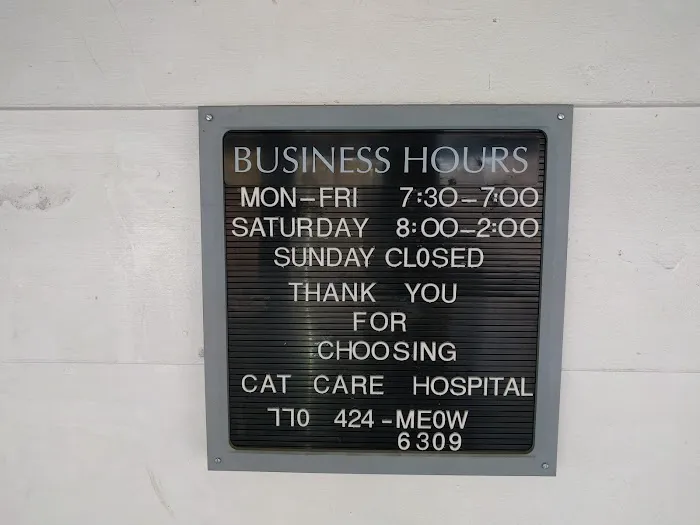 BUSINESS HOURS
MON-FRI 7:30-7:00
SATURDAY 8:00-2:00
SUNDAY CLOSED
THANK YOU
FOR
CHOOSING
CAT CARE HOSPITAL
770 424-MEOW
6309